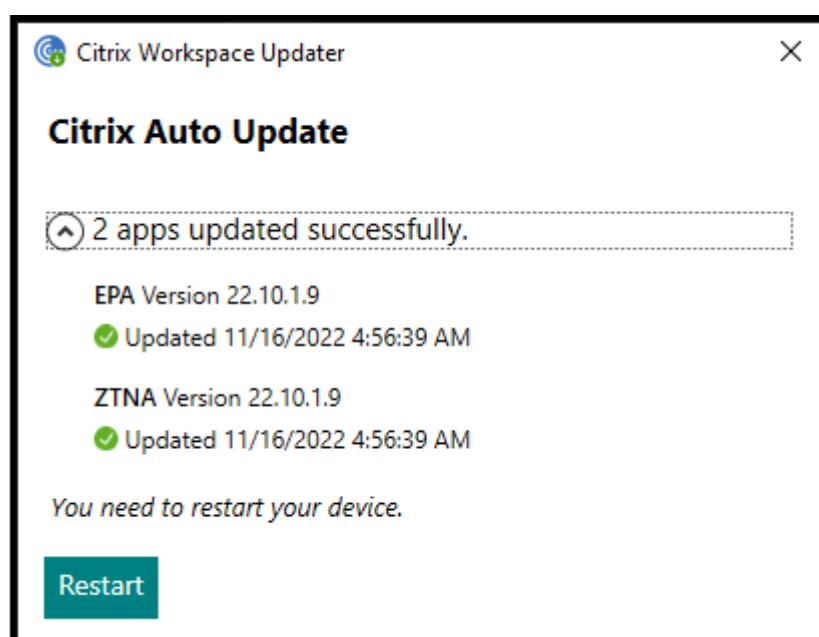 Citrix Workspace Updater
Citrix Auto Update
2 apps updated successfully.
EPA Version 22.10.1.9
Updated 11/16/2022 4:56:39 AM
ZTNA Version 22.10.1.9
Updated 11/16/2022 4:56:39 AM
You need to restart your device.
Restart